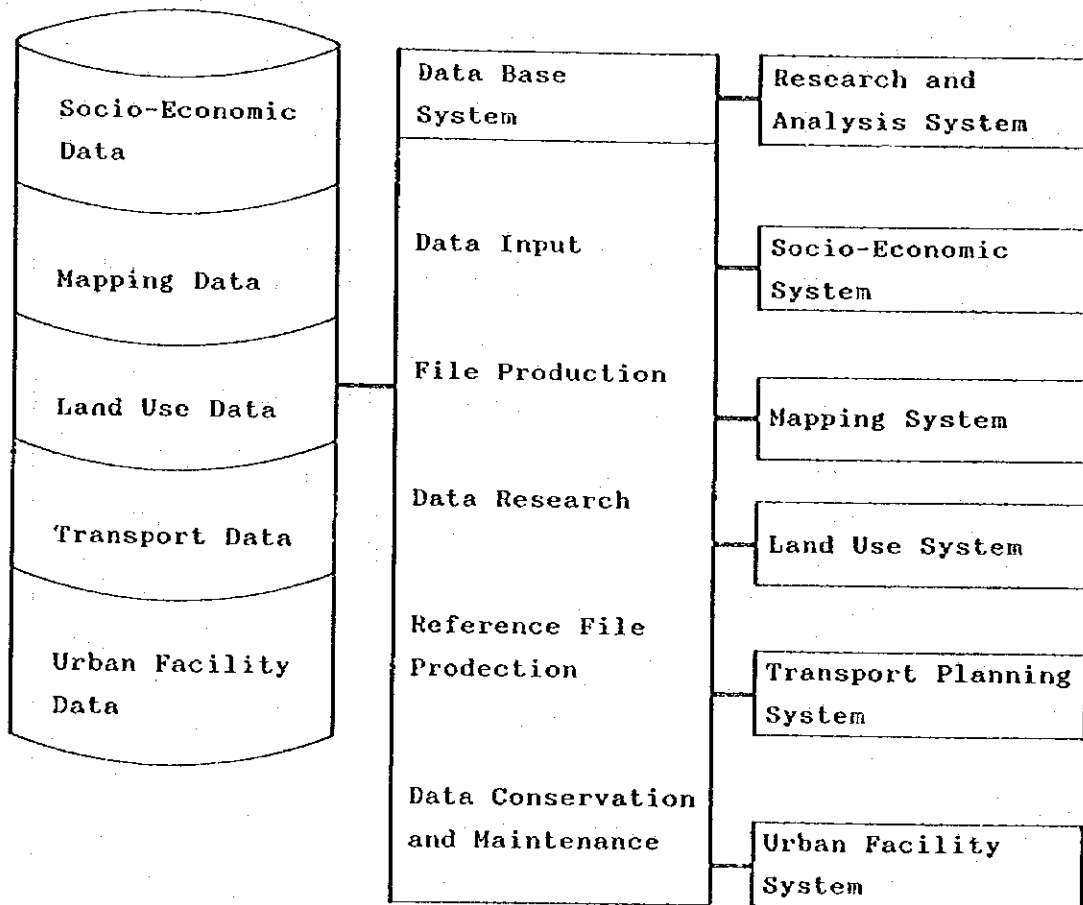 Socio-Economic
Data
Mapping Data
Land Use Data
Transport Data
Urban Facility
Data
Data Base
System
Data Input
File Production
Data Research
Reference File
Prodection
Data Conservation
and Maintenance
Research and
Analysis System
Socio-Economic
System
Mapping System
Land Use System
Transport Planning
System
Urban Facility
System